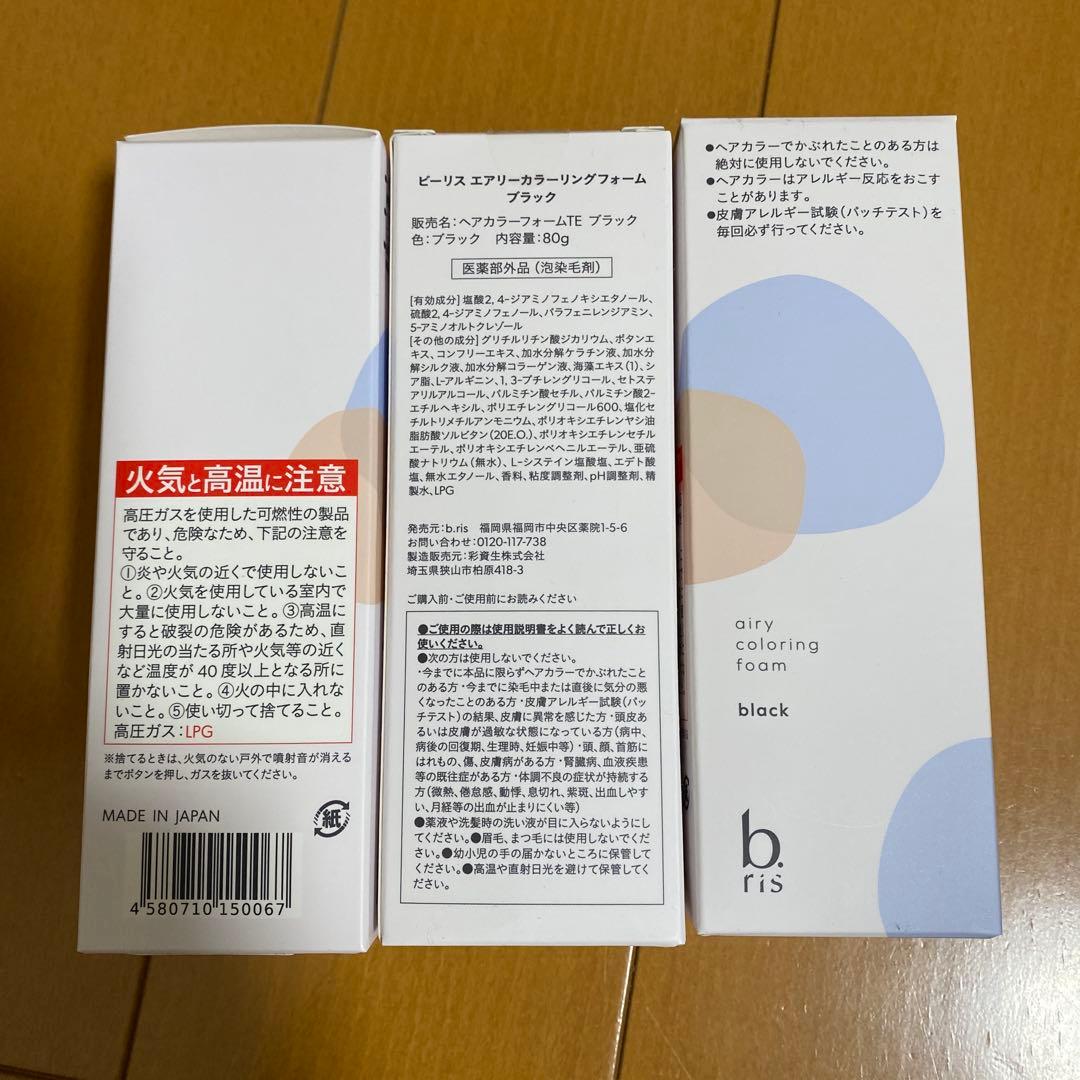 火気と高温に注意
高圧ガスを使用した可燃性の製品
であり、危険なため、下記の注意を
守ること。
①炎や火気の近くで使用しないこ
と。②火気を使用している室内で
大量に使用しないこと。③高温に
すると破裂の危険があるため、直
射日光の当たる所や火気等の近く
など温度が40度以上となる所に
置かないこと。④火の中に入れな
いこと。⑤使い切って捨てること。
高圧ガス:LPG
※捨てるときは、火気のない戸外で噴射音が消える
までボタンを押し、ガスを抜いてください。
MADE IN JAPAN
紙
4 580710 150067
ビーリス エアリーカラーリングフォーム
ブラック
販売名:ヘアカラーフォームTE ブラック
色:ブラック 内容量:80g
医薬部外品(泡染毛剤)
[有効成分]塩酸2, 4-ジアミノフェノキシエタノール、
硫酸2, 4-ジアミノフェノール、パラフェニレンジアミン、
5-アミノオルトクレゾール
[その他の成分]グリチルリチン酸ジカリウム、ボタンエ
キス、コンフリーエキス、加水分解ケラチン液、加水分
解シルク液、加水分解コラーゲン液、海藻エキス(1)、シ
ア脂、L-アルギニン、1, 3-ブチレングリコール、セトステ
アリルアルコール、パルミチン酸セチル、パルミチン酸2-
エチルヘキシル、ポリエチレングリコール600、塩化セ
チルトリメチルアンモニウム、ポリオキシエチレンヤシ油
脂肪酸ソルビタン(20E.O.)、ポリオキシエチレンセチル
エーテル、ポリオキシエチレンベヘニルエーテル、亜硫
酸ナトリウム(無水)、L-システイン塩酸塩、エデト酸
塩、無水エタノール、香料、粘度調整剤、pH調整剤、精
製水、LPG
発売元:b.ris 福岡県福岡市中央区薬院1-5-6
お問い合わせ:0120-117-738
製造販売元:彩資生株式会社
埼玉県狭山市柏原418-3
ご購入前・ご使用前にお読みください
●ご使用の際は使用説明書をよく読んで正しくお
使いください。
●次の方は使用しないでください。
・今までに本品に限らずヘアカラーでかぶれたこと
のある方・今までに染毛中または直後に気分の悪
くなったことのある方・皮膚アレルギー試験(パッ
チテスト)の結果、皮膚に異常を感じた方・頭皮あ
るいは皮膚が過敏な状態になっている方(病中、
病後の回復期、生理時、妊娠中等)・頭、顔、首筋に
はれもの、傷、皮膚病がある方・腎臓病、血液疾患
等の既往症がある方・体調不良の症状が持続する
方(微熱、倦怠感、動悸、息切れ、紫斑、出血しやす
い、月経等の出血が止まりにくい等)
●薬液や洗髪時の洗い液が目に入らないようにし
てください。●眉毛、まつ毛には使用しないでくだ
さい。●幼小児の手の届かないところに保管して
ください。●高温や直射日光を避けて保管してく
ださい。
●ヘアカラーでかぶれたことのある方は
絶対に使用しないでください。
●ヘアカラーはアレルギー反応をおこす
ことがあります。
●皮膚アレルギー試験(パッチテスト)を
毎回必ず行ってください。
airy
coloring
foam
black
b.
ris